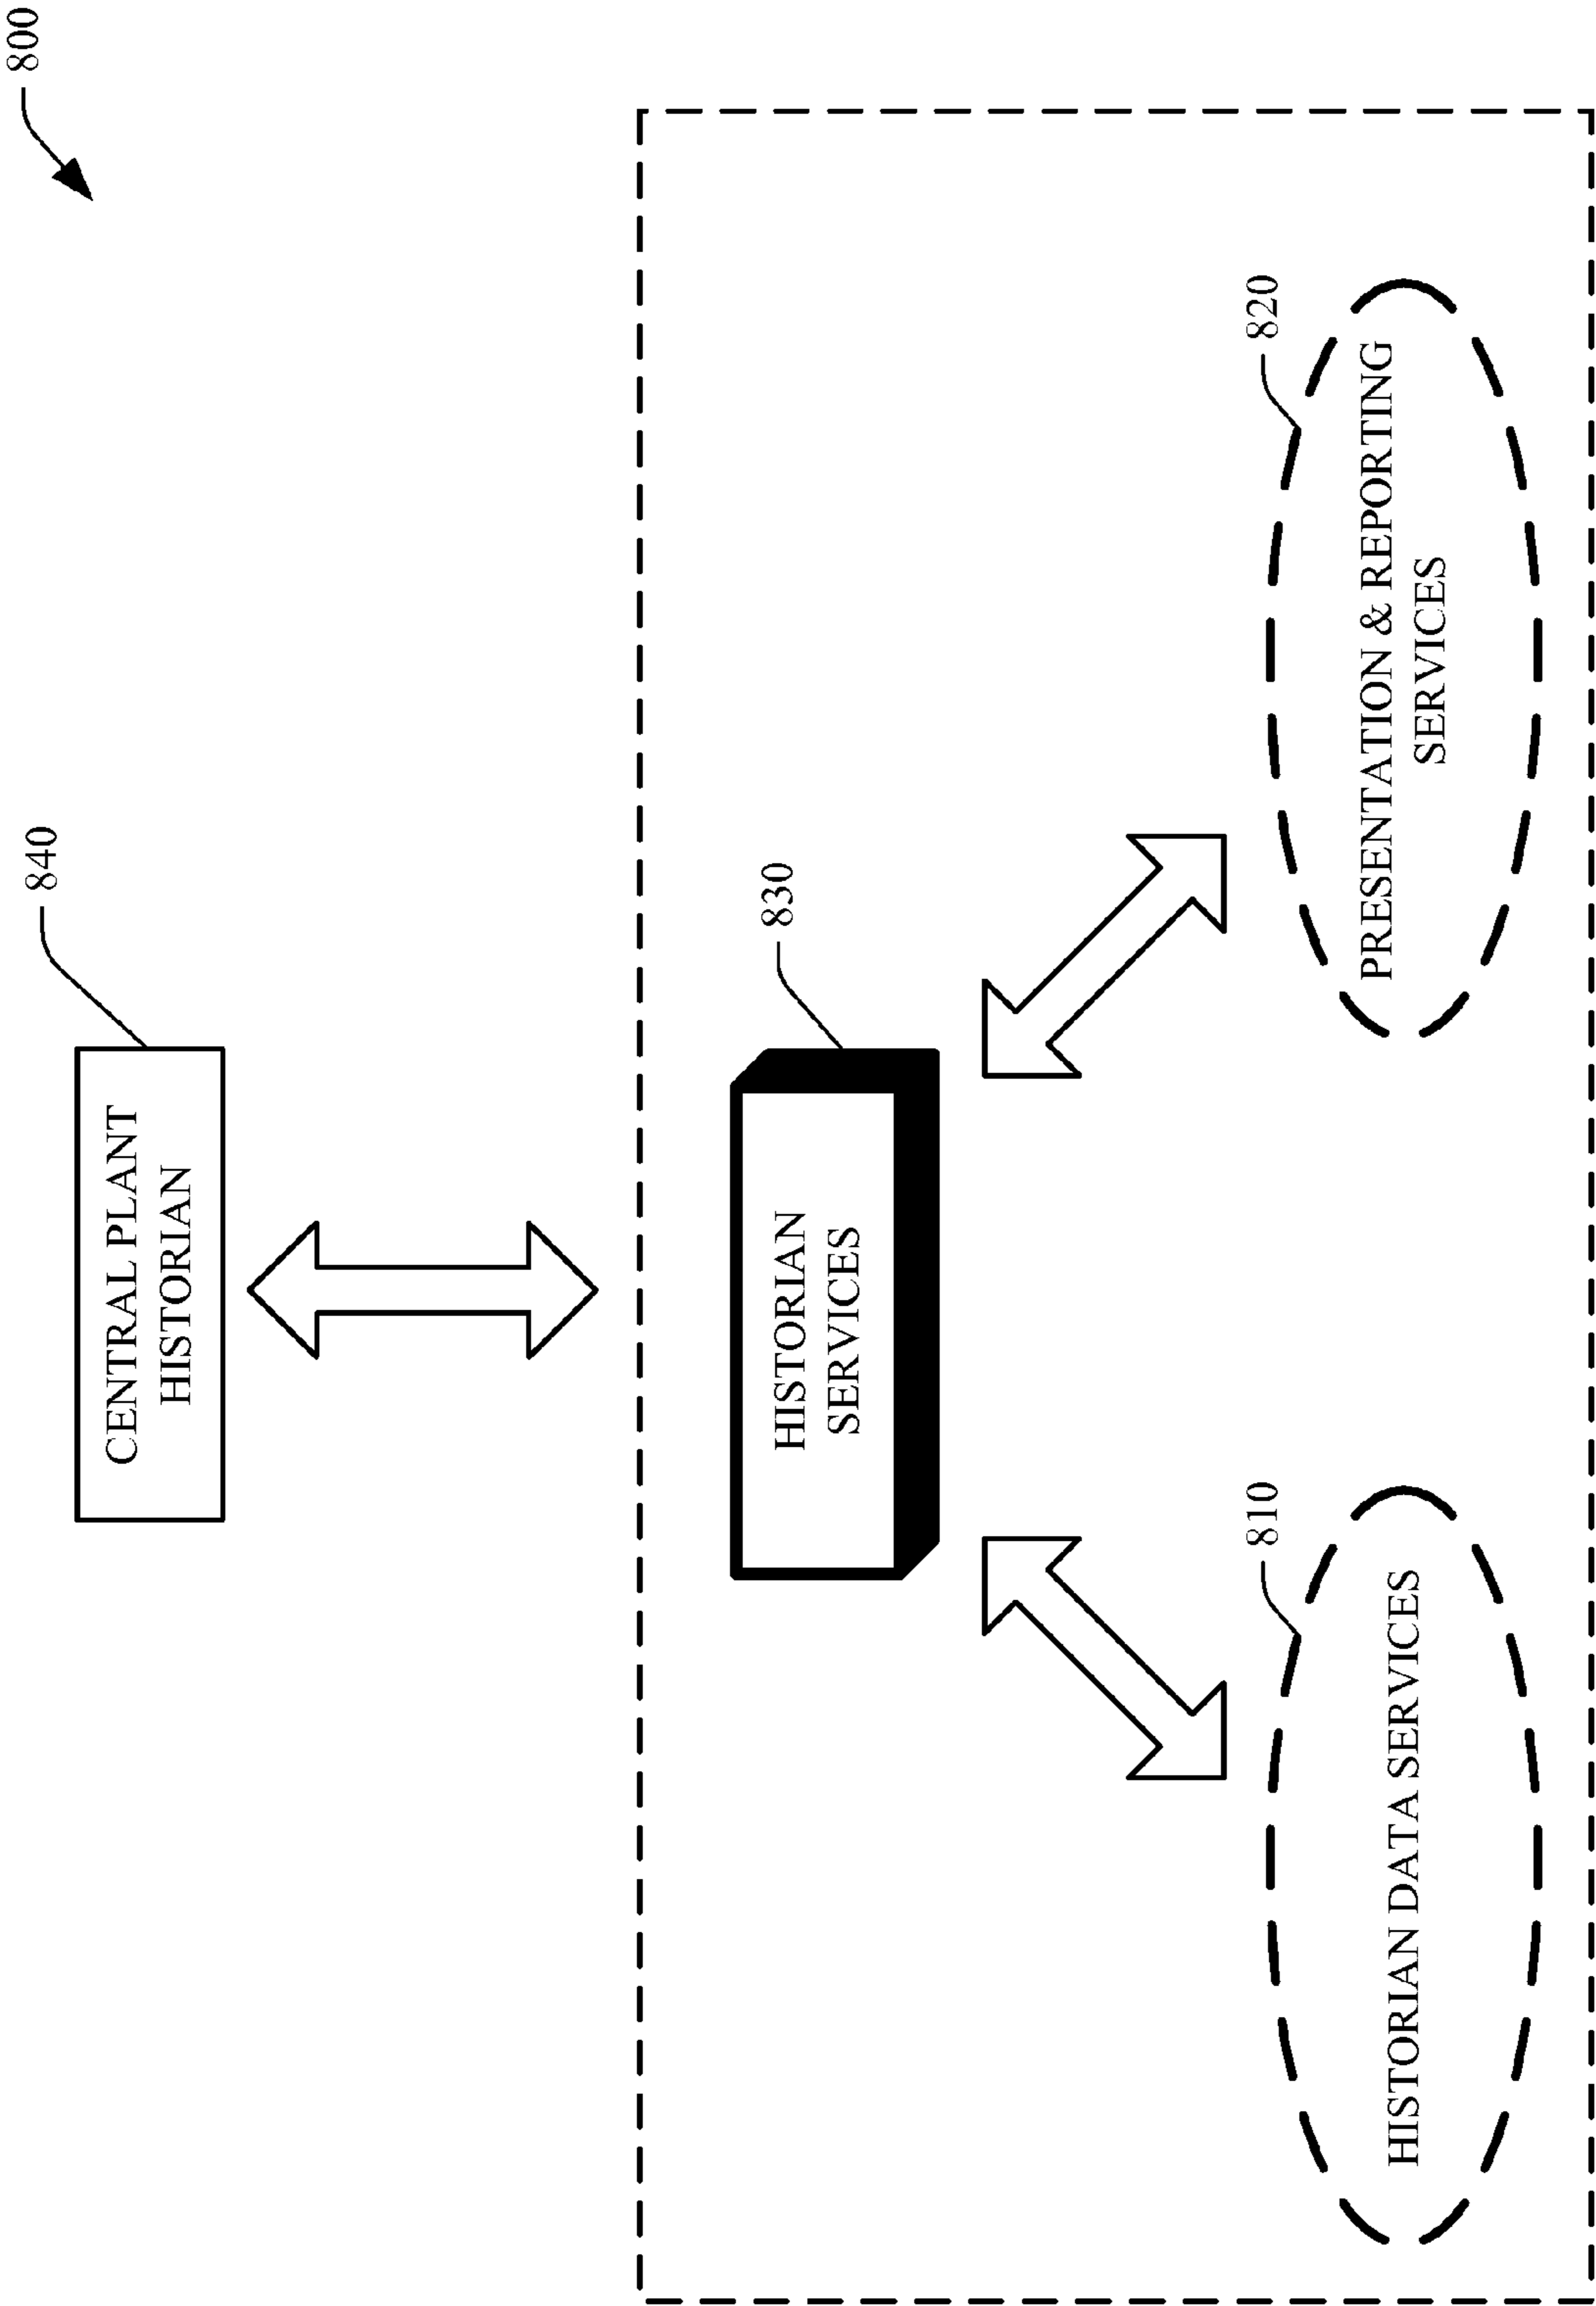 800
840
CENTRAL PLANT
HISTORIAN
830
HISTORIAN
SERVICES
810
HISTORIAN DATA SERVICES
820
PRESENTATION & REPORTING
SERVICES